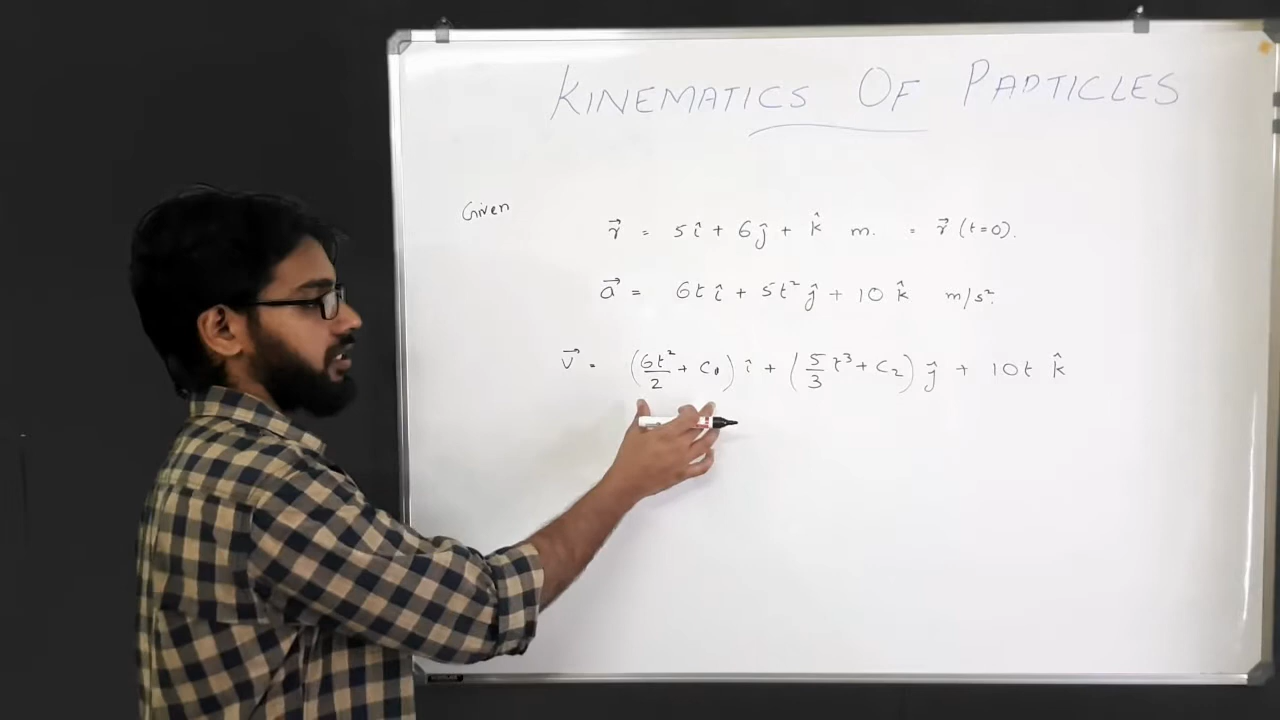 KINEMATICS OF PARTICLES
Given
r⃗ = 5î + 6ĵ + k̂ m. = r⃗ (t=0).
a⃗ = 6t î + 5t² ĵ + 10 k̂ m/s².
v⃗ = (6t²/2 + C₁) î + (5/3 t³ + C₂) ĵ + 10t k̂